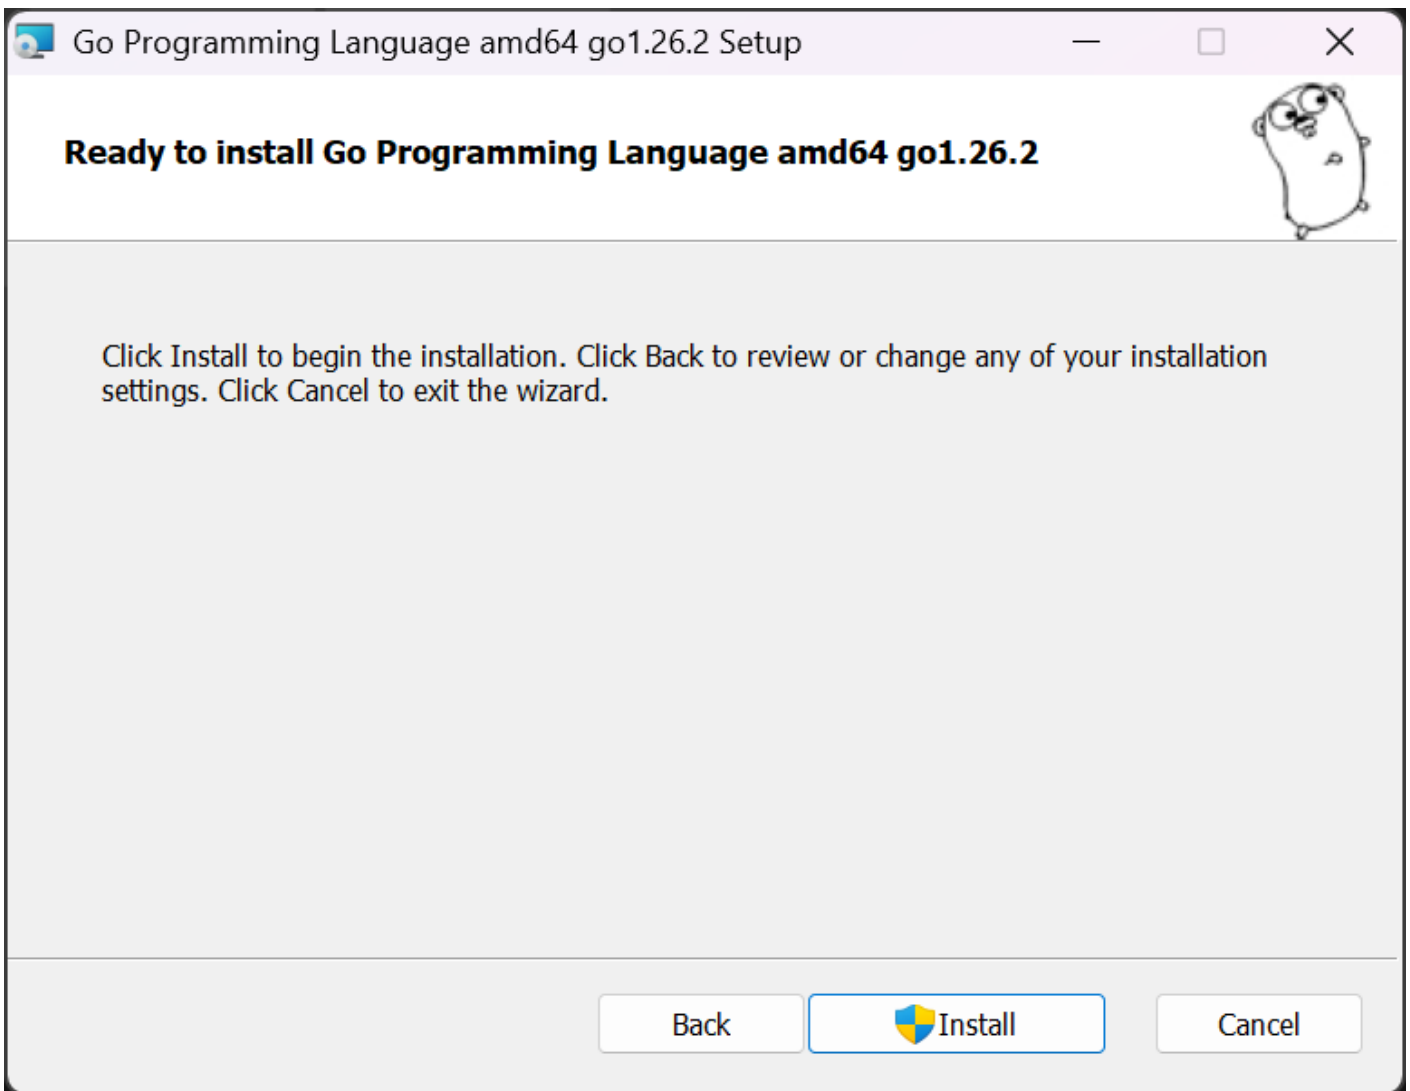 Go Programming Language amd64 go1.26.2 Setup
Ready to install Go Programming Language amd64 go1.26.2
Click Install to begin the installation. Click Back to review or change any of your installation
settings. Click Cancel to exit the wizard.
Back
Install
Cancel